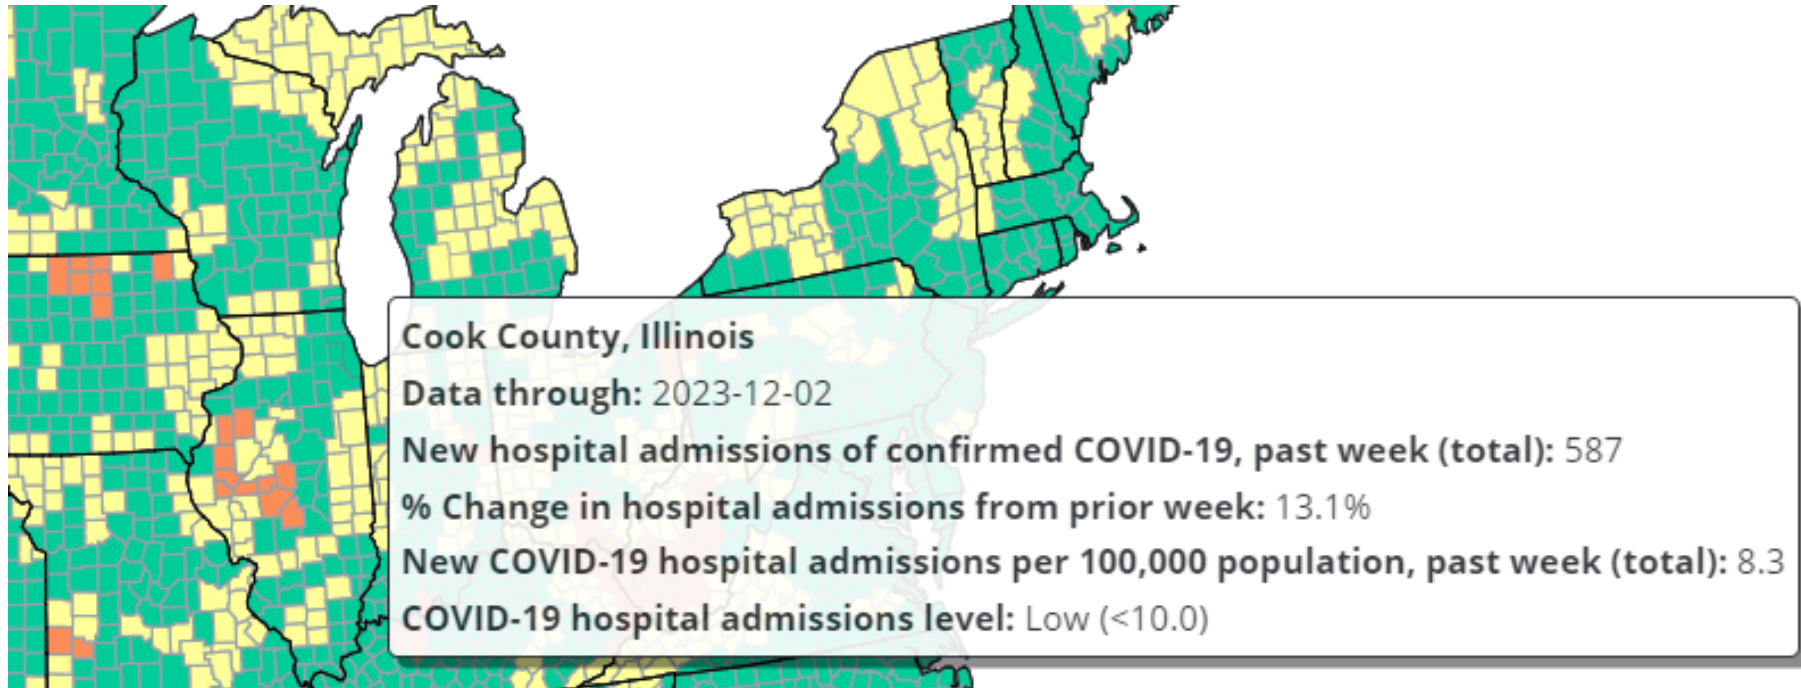 Cook County, Illinois
Data through: 2023-12-02
New hospital admissions of confirmed COVID-19, past week (total): 587
% Change in hospital admissions from prior week: 13.1%
New COVID-19 hospital admissions per 100,000 population, past week (total): 8.3
COVID-19 hospital admissions level: Low (<10.0)